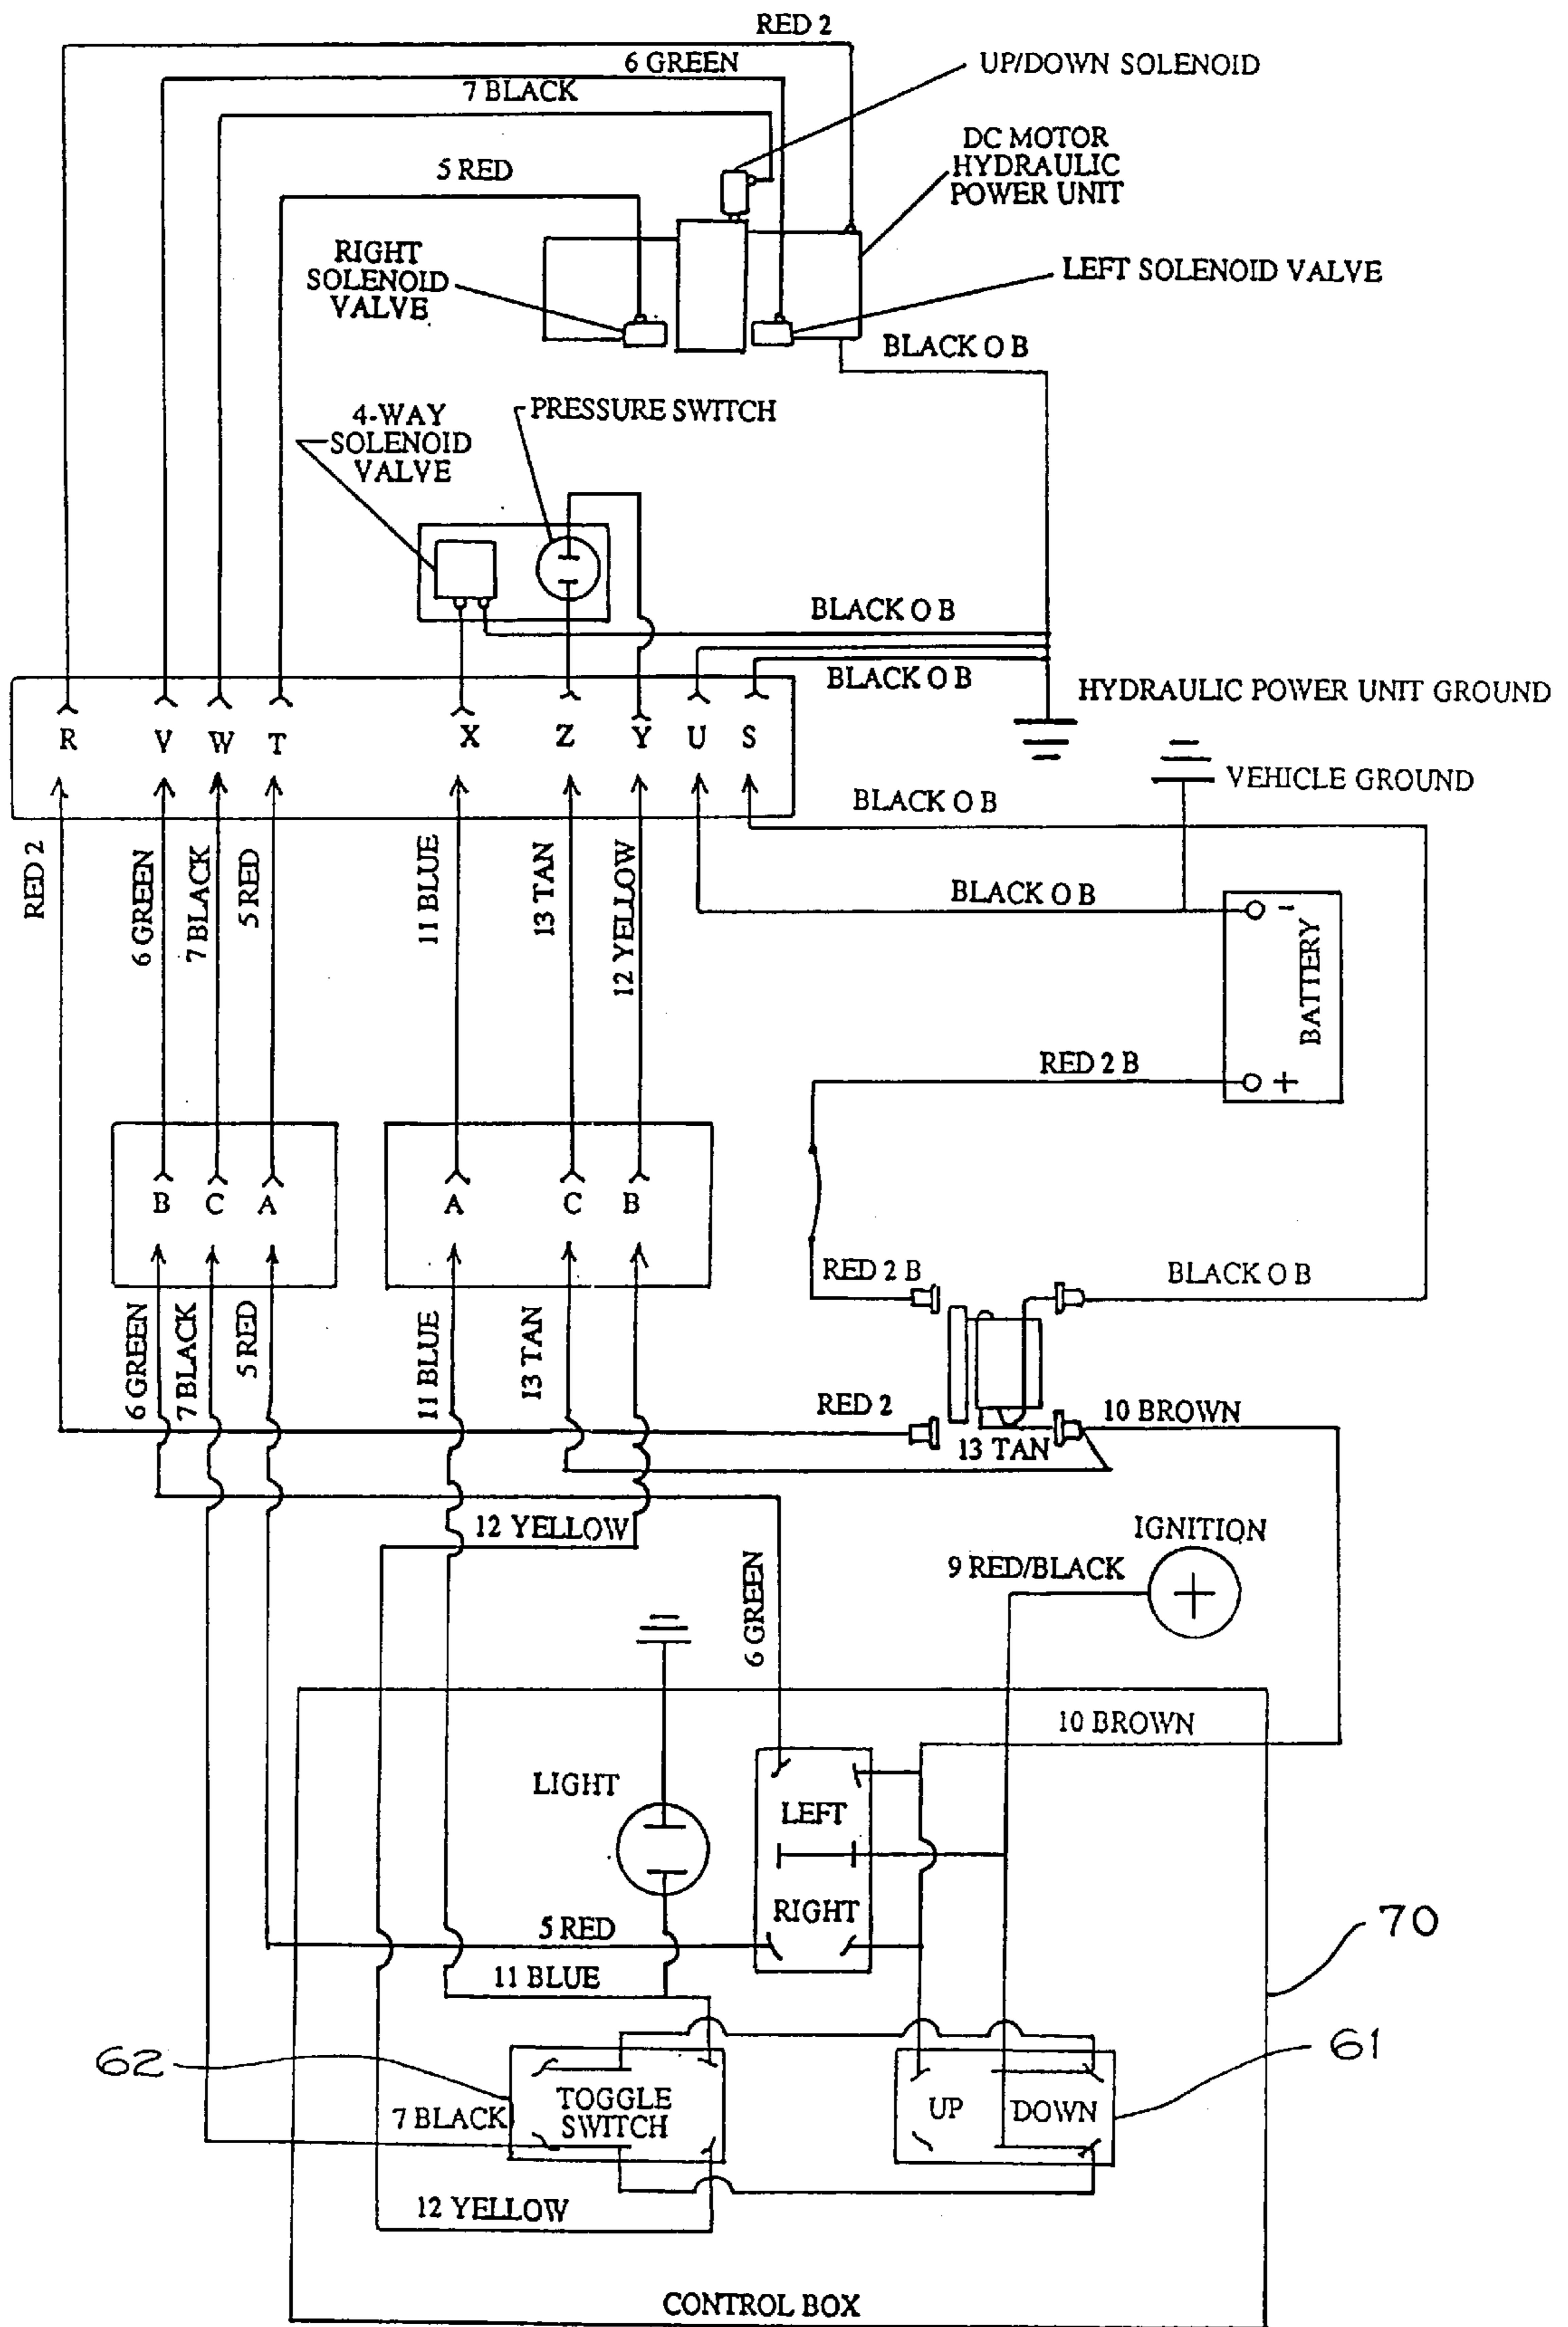 RED 2
6 GREEN
UP/DOWN SOLENOID
7 BLACK
DC MOTOR
HYDRAULIC
POWER UNIT
5 RED
RIGHT
SOLENOID
VALVE
LEFT SOLENOID VALVE
BLACK O B
4-WAY
SOLENOID
VALVE
PRESSURE SWITCH
BLACK O B
BLACK O B
HYDRAULIC POWER UNIT GROUND
R V W T X Z Y U S
VEHICLE GROUND
BLACK O B
RED 2
6 GREEN
7 BLACK
5 RED
11 BLUE
13 TAN
12 YELLOW
BLACK O B
-
BATTERY
RED 2 B
+
B C A
A C B
RED 2 B
BLACK O B
6 GREEN
7 BLACK
5 RED
11 BLUE
13 TAN
RED 2
10 BROWN
13 TAN
12 YELLOW
IGNITION
9 RED/BLACK
+
6 GREEN
10 BROWN
LIGHT
LEFT
RIGHT
70
5 RED
11 BLUE
62
61
TOGGLE
SWITCH
UP
DOWN
7 BLACK
12 YELLOW
CONTROL BOX